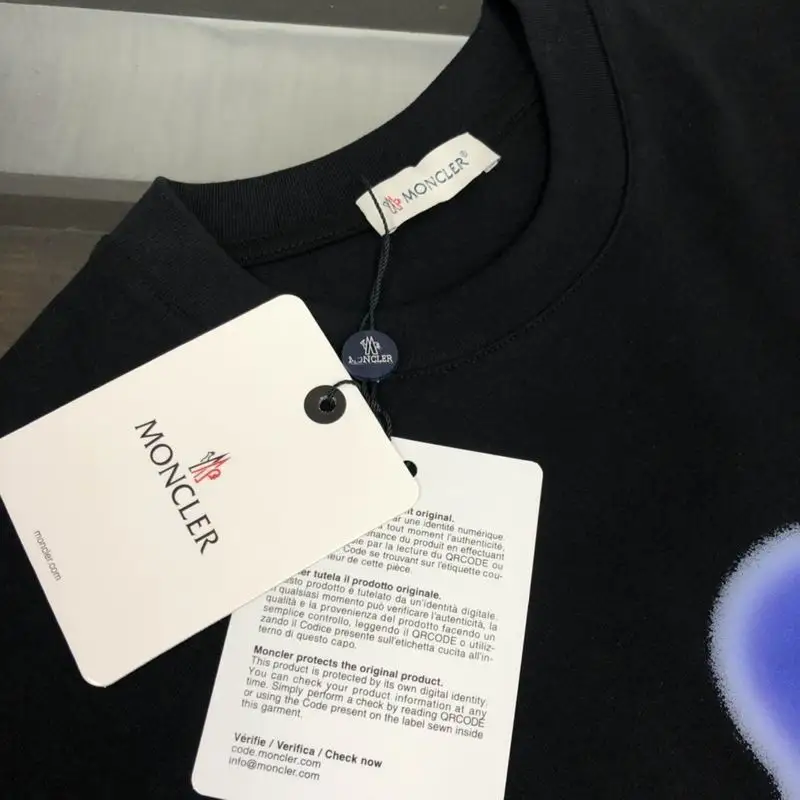 MONCLER®
MONCLER
MONCLER
moncler.com
original.
une identité numérique.
tout moment l'authenticité,
du produit en effectuant
par la lecture du QRCODE ou
Code se trouvant sur l'étiquette cou-
de cette pièce.
tutela il prodotto originale.
prodotto è tutelato da un'identità digitale.
qualsiasi momento può verificare l'autenticità, la
qualità e la provenienza del prodotto facendo un
semplice controllo, leggendo il QRCODE o utiliz-
zando il Codice presente sull'etichetta cucita all'in-
terno di questo capo.
Moncler protects the original product.
This product is protected by its own digital identity.
You can check your product information at any
time. Simply perform a check by reading QRCODE
or using the Code present on the label sewn inside
this garment.
Vérifie / Verifica / Check now
code.moncler.com
info@moncler.com